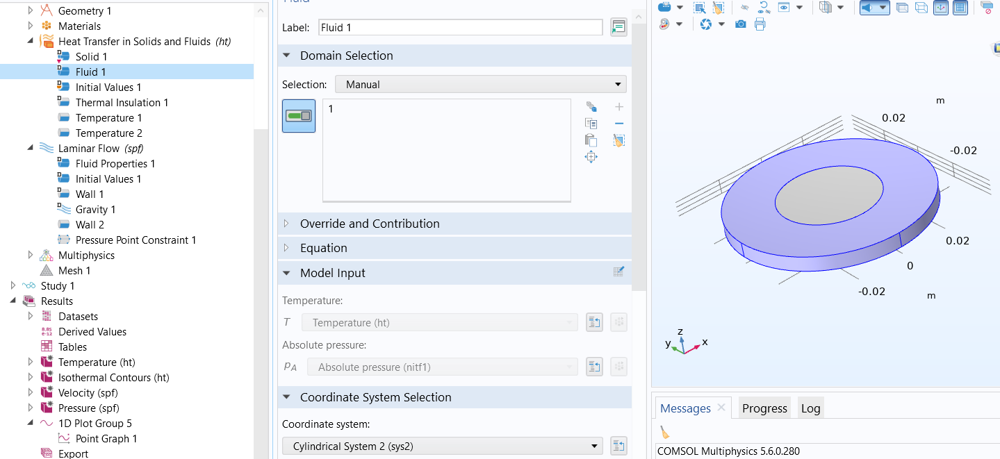 Geometry 1
Materials
Heat Transfer in Solids and Fluids (ht)
Solid 1
Fluid 1
Initial Values 1
Thermal Insulation 1
Temperature 1
Temperature 2
Laminar Flow (spf)
Fluid Properties 1
Initial Values 1
Wall 1
Gravity 1
Wall 2
Pressure Point Constraint 1
Multiphysics
Mesh 1
Study 1
Results
Datasets
8.85
e-12
Derived Values
Tables
Temperature (ht)
Isothermal Contours (ht)
Velocity (spf)
Pressure (spf)
1D Plot Group 5
Point Graph 1
Export
Fluid
Label: Fluid 1
Domain Selection
Selection: Manual
1
Override and Contribution
Equation
Model Input
Temperature:
T Temperature (ht)
Absolute pressure:
pA Absolute pressure (nitf1)
Coordinate System Selection
Coordinate system:
Cylindrical System 2 (sys2)
m
0.02
-0.02
0.02
0
-0.02
m
z
y
x
Messages
Progress
Log
COMSOL Multiphysics 5.6.0.280